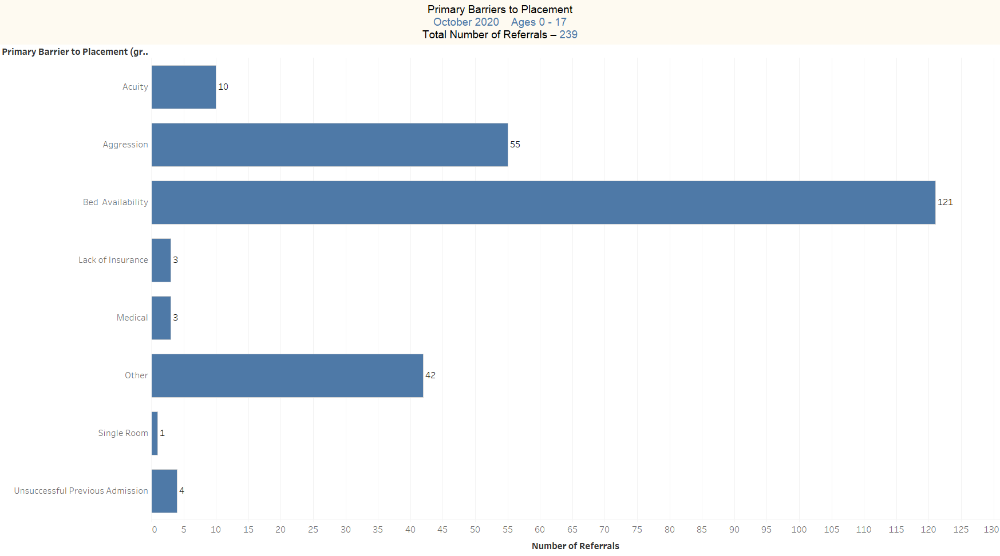 Primary Barriers to Placement
October 2020 Ages 0 - 17
Total Number of Referrals – 239
Primary Barrier to Placement (gr..
Acuity 10
Aggression 55
Bed Availability 121
Lack of Insurance 3
Medical 3
Other 42
Single Room 1
Unsuccessful Previous Admission 4
0 5 10 15 20 25 30 35 40 45 50 55 60 65 70 75 80 85 90 95 100 105 110 115 120 125 130
Number of Referrals